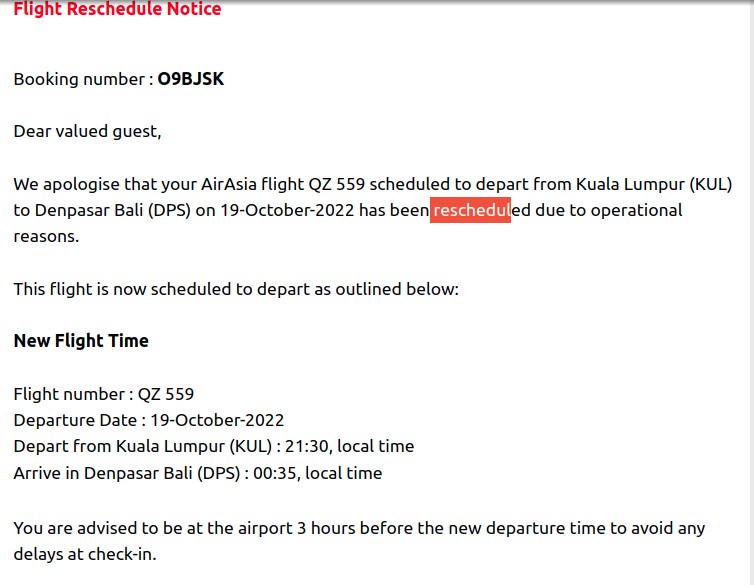 Flight Reschedule Notice
Booking number : O9BJSK
Dear valued guest,
We apologise that your AirAsia flight QZ 559 scheduled to depart from Kuala Lumpur (KUL)
to Denpasar Bali (DPS) on 19-October-2022 has been rescheduled due to operational
reasons.
This flight is now scheduled to depart as outlined below:
New Flight Time
Flight number : QZ 559
Departure Date : 19-October-2022
Depart from Kuala Lumpur (KUL) : 21:30, local time
Arrive in Denpasar Bali (DPS) : 00:35, local time
You are advised to be at the airport 3 hours before the new departure time to avoid any
delays at check-in.